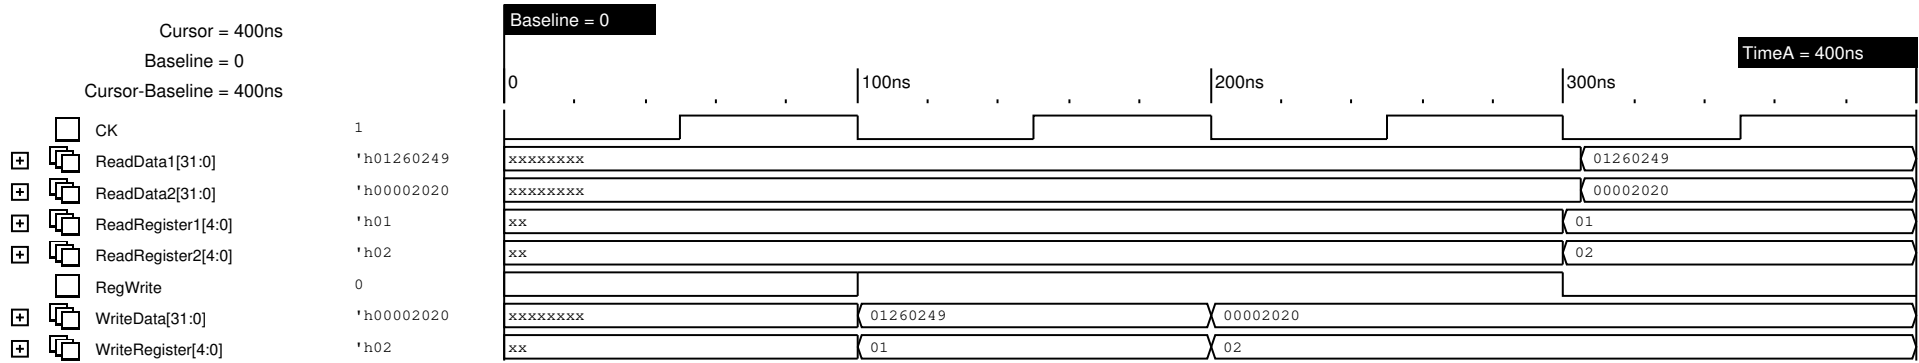 Baseline = 0
Cursor = 400ns
Baseline = 0
TimeA = 400ns
Cursor-Baseline = 400ns
0 100ns 200ns 300ns
CK 1
ReadData1[31:0] 'h01260249 xxxxxxxx 01260249
ReadData2[31:0] 'h00002020 xxxxxxxx 00002020
ReadRegister1[4:0] 'h01 xx 01
ReadRegister2[4:0] 'h02 xx 02
RegWrite 0
WriteData[31:0] 'h00002020 xxxxxxxx 01260249 00002020
WriteRegister[4:0] 'h02 xx 01 02